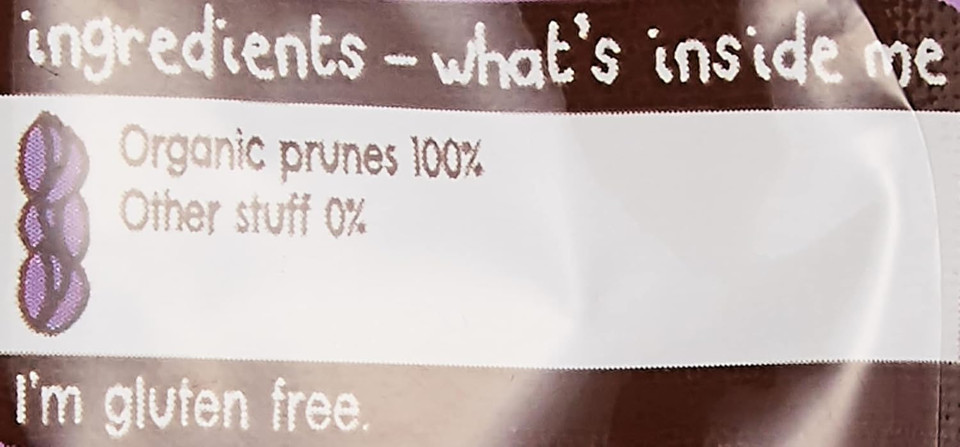 ingredients – what's inside me
Organic prunes 100%
Other stuff 0%
I'm gluten free.